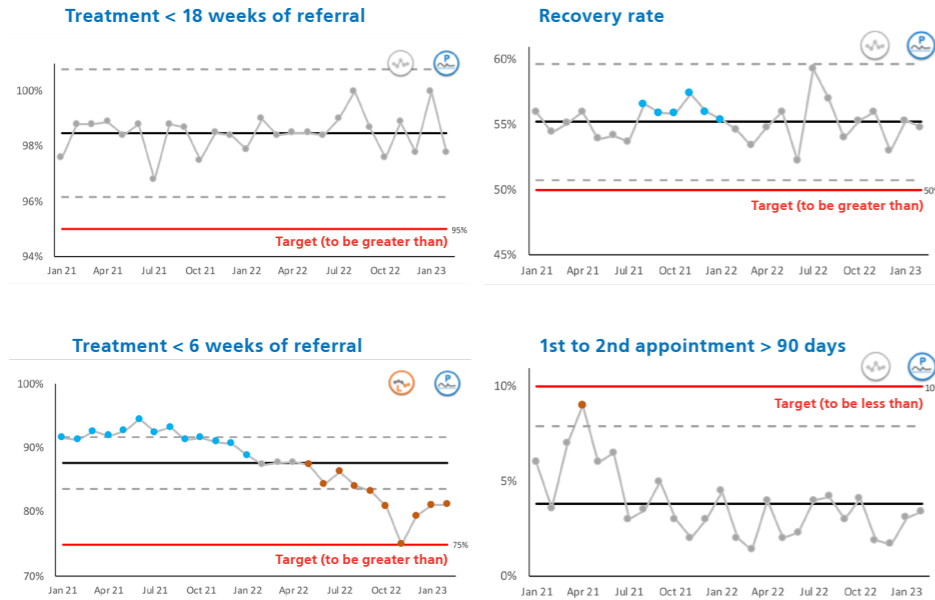 Treatment < 18 weeks of referral
P
100%
98%
96%
94%
95%
Target (to be greater than)
Jan 21 Apr 21 Jul 21 Oct 21 Jan 22 Apr 22 Jul 22 Oct 22 Jan 23
Recovery rate
P
60%
55%
50%
45%
50%
Target (to be greater than)
Jan 21 Apr 21 Jul 21 Oct 21 Jan 22 Apr 22 Jul 22 Oct 22 Jan 23
Treatment < 6 weeks of referral
L
P
100%
90%
80%
70%
75%
Target (to be greater than)
Jan 21 Apr 21 Jul 21 Oct 21 Jan 22 Apr 22 Jul 22 Oct 22 Jan 23
1st to 2nd appointment > 90 days
P
10%
5%
0%
10
Target (to be less than)
Jan 21 Apr 21 Jul 21 Oct 21 Jan 22 Apr 22 Jul 22 Oct 22 Jan 23